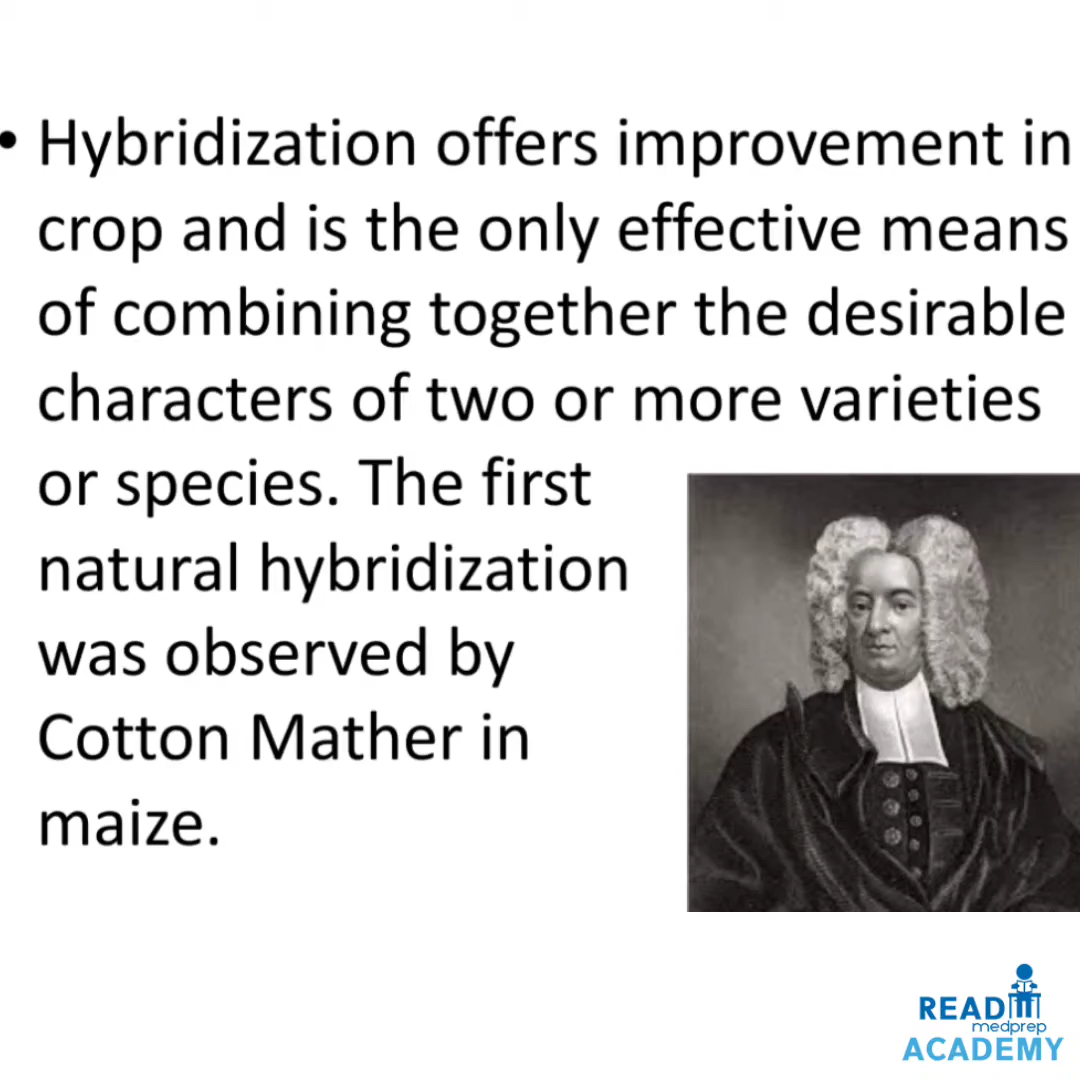 • Hybridization offers improvement in
crop and is the only effective means
of combining together the desirable
characters of two or more varieties
or species. The first
natural hybridization
was observed by
Cotton Mather in
maize.
READ
medprep
ACADEMY